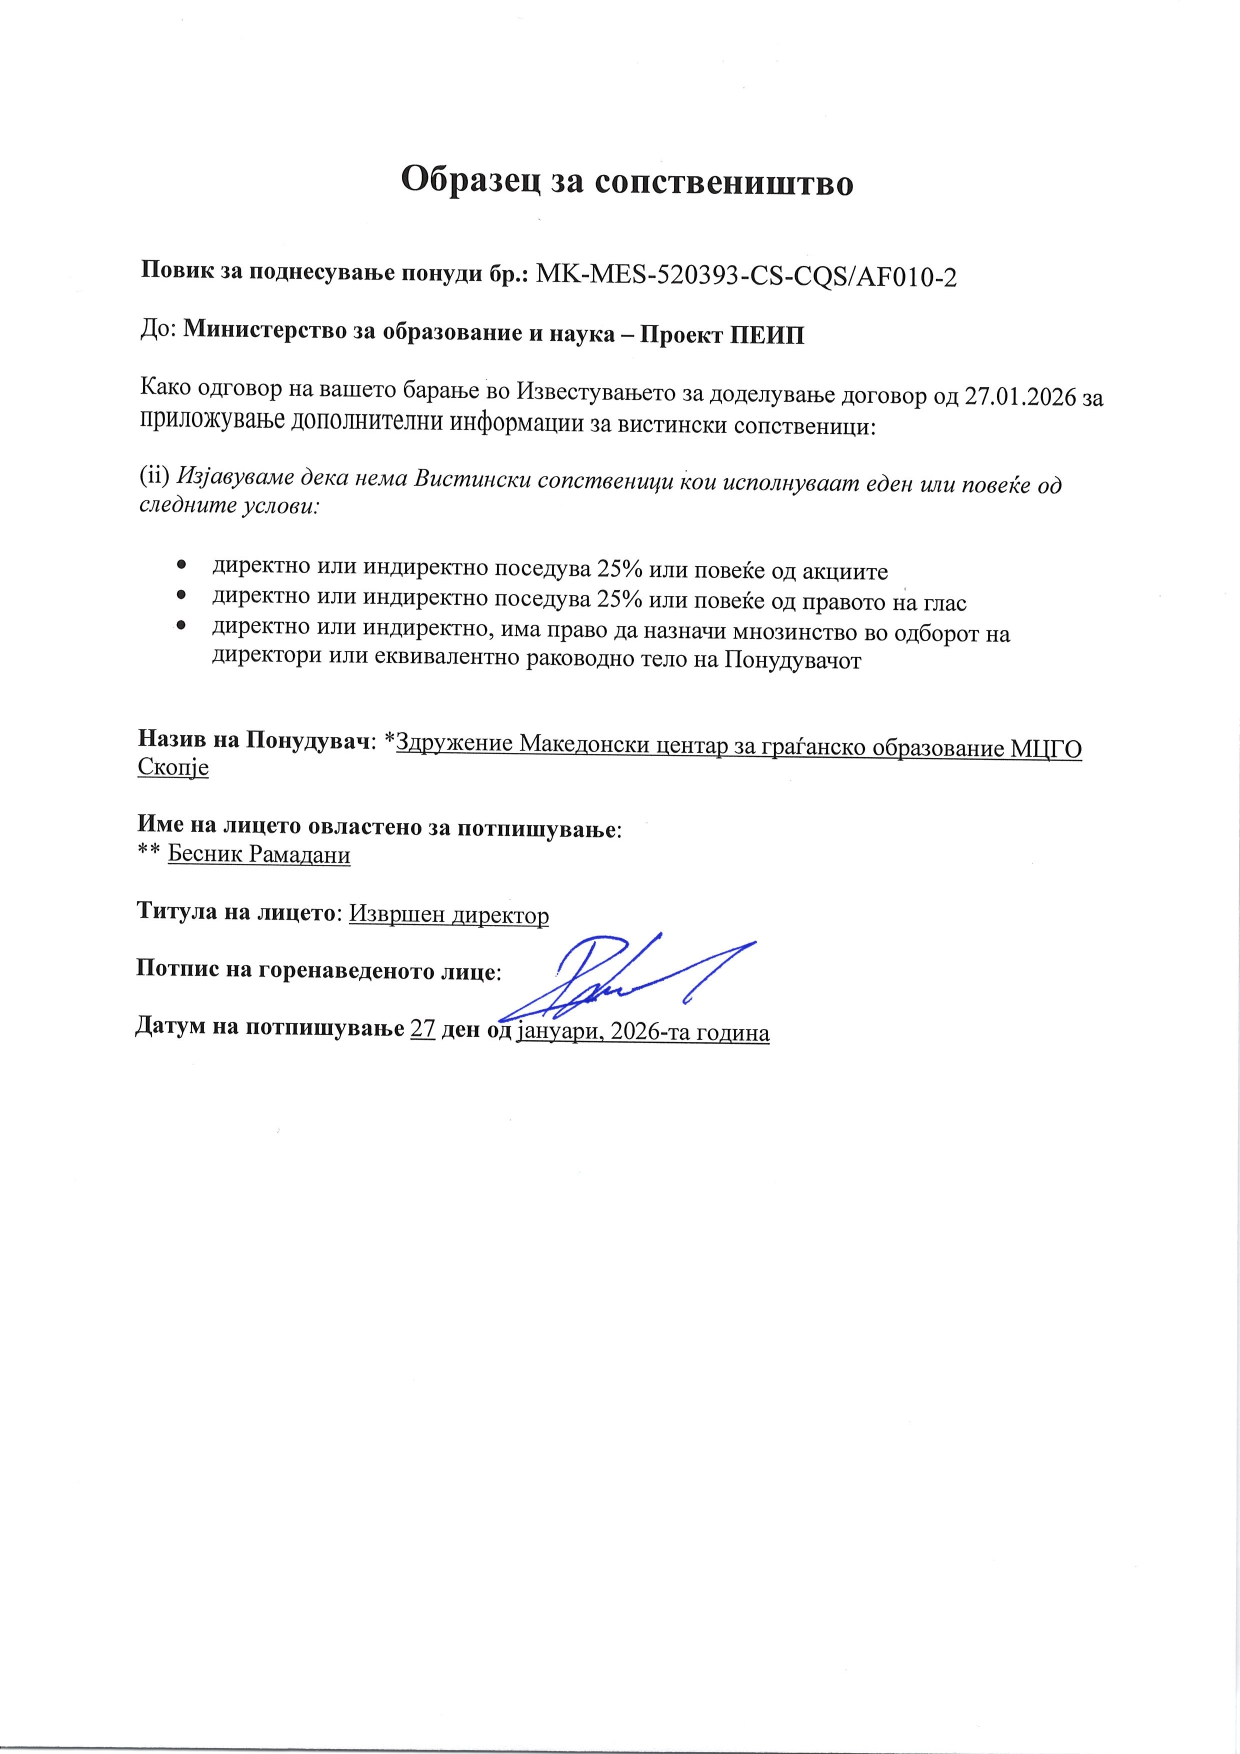 Образец за сопствеништво
Повик за поднесување понуди бр.: MK-MES-520393-CS-CQS/AF010-2
До: Министерство за образование и наука – Проект ПЕИП
Како одговор на вашето барање во Известувањето за доделување договор од 27.01.2026 за
приложување дополнителни информации за вистински сопственици:
(ii) Изјавуваме дека нема Вистински сопственици кои исполнуваат еден или повеќе од
следните услови:
• директно или индиректно поседува 25% или повеќе од акциите
• директно или индиректно поседува 25% или повеќе од правото на глас
• директно или индиректно, има право да назначи мнозинство во одборот на
директори или еквивалентно раководно тело на Понудувачот
Назив на Понудувач: *Здружение Македонски центар за граѓанско образование МЦГО
Скопје
Име на лицето овластено за потпишување:
** Бесник Рамадани
Титула на лицето: Извршен директор
Потпис на горенаведеното лице:
Датум на потпишување 27 ден од јануари, 2026-та година